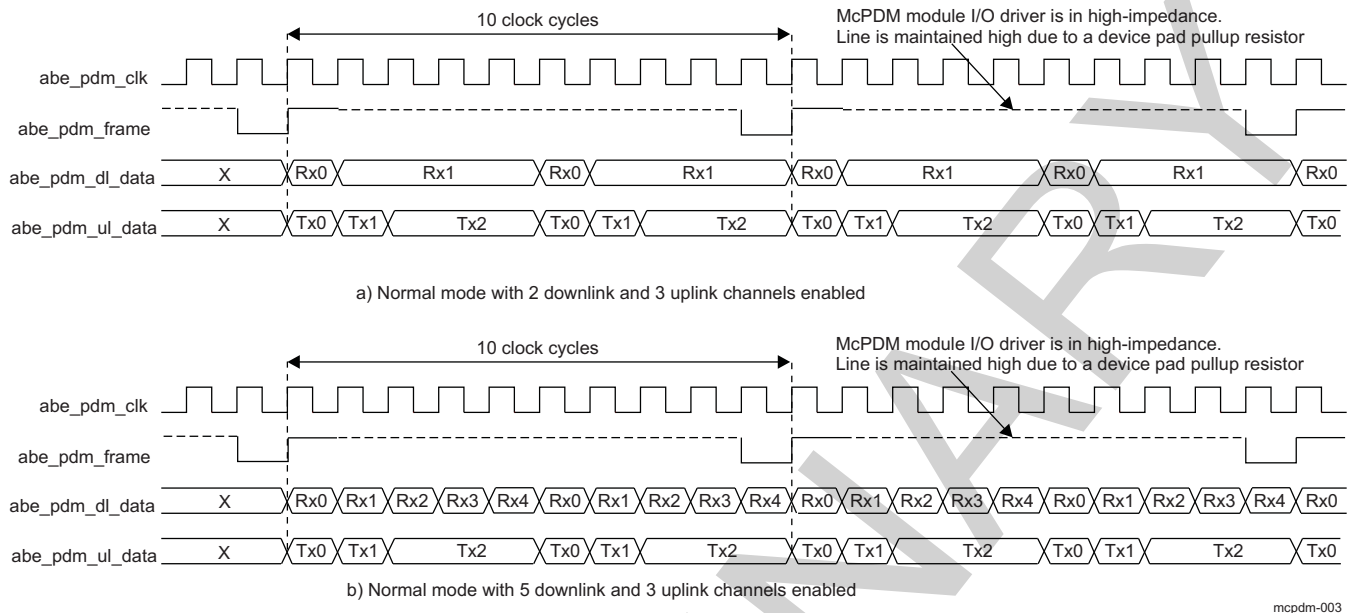 10 clock cycles
McPDM module I/O driver is in high-impedance.
Line is maintained high due to a device pad pullup resistor
abe_pdm_clk
abe_pdm_frame
abe_pdm_dl_data X Rx0 Rx1 Rx0 Rx1 Rx0 Rx1 Rx0 Rx1 Rx0
abe_pdm_ul_data X Tx0 Tx1 Tx2 Tx0 Tx1 Tx2 Tx0 Tx1 Tx2 Tx0 Tx1 Tx2 Tx0
a) Normal mode with 2 downlink and 3 uplink channels enabled
10 clock cycles
McPDM module I/O driver is in high-impedance.
Line is maintained high due to a device pad pullup resistor
abe_pdm_clk
abe_pdm_frame
abe_pdm_dl_data X Rx0 Rx1 Rx2 Rx3 Rx4 Rx0 Rx1 Rx2 Rx3 Rx4 Rx0 Rx1 Rx2 Rx3 Rx4 Rx0 Rx1 Rx2 Rx3 Rx4 Rx0
abe_pdm_ul_data X Tx0 Tx1 Tx2 Tx0 Tx1 Tx2 Tx0 Tx1 Tx2 Tx0 Tx1 Tx2 Tx0
b) Normal mode with 5 downlink and 3 uplink channels enabled
mcpdm-003
NARY